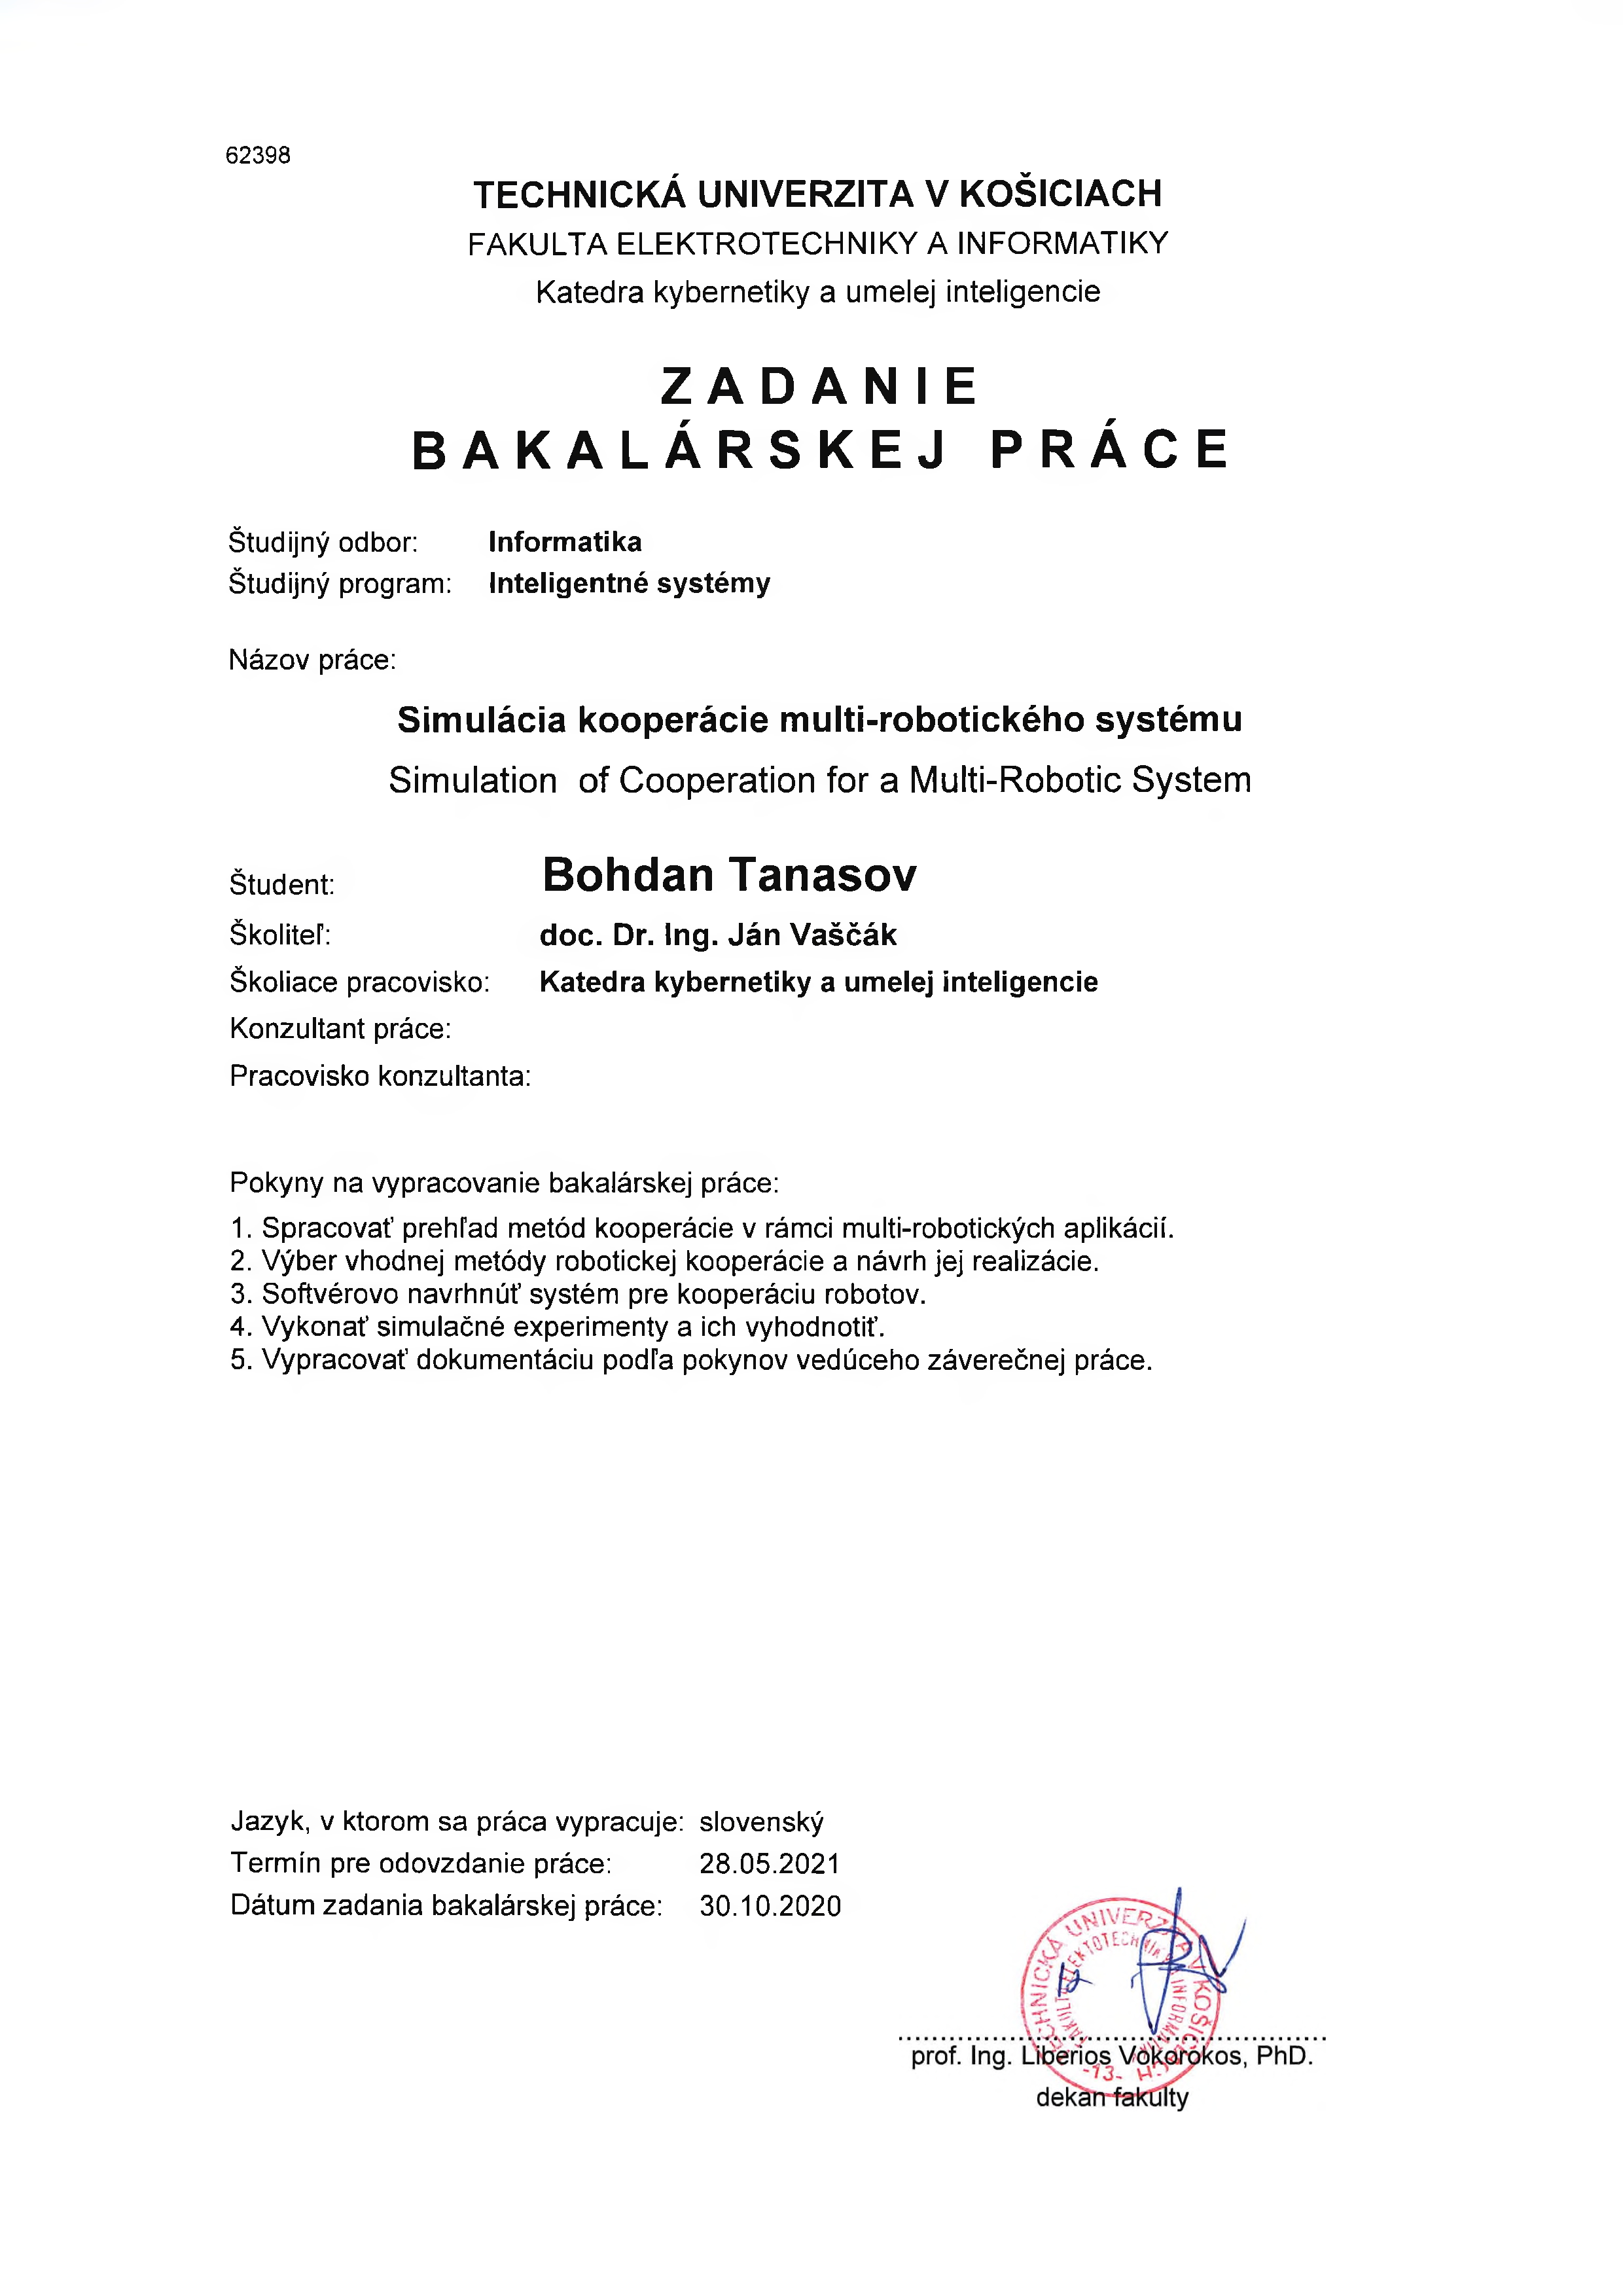 62398
TECHNICKÁ UNIVERZITA V KOŠICIACH
FAKULTA ELEKTROTECHNIKY A INFORMATIKY
Katedra kybernetiky a umelej inteligencie
ZADANIE
BAKALÁRSKEJ PRÁCE
Študijný odbor: Informatika
Študijný program: Inteligentné systémy
Názov práce:
Simulácia kooperácie multi-robotického systému
Simulation of Cooperation for a Multi-Robotic System
Študent: Bohdan Tanasov
Školiteľ: doc. Dr. Ing. Ján Vaščák
Školiace pracovisko: Katedra kybernetiky a umelej inteligencie
Konzultant práce:
Pracovisko konzultanta:
Pokyny na vypracovanie bakalárskej práce:
1. Spracovať prehľad metód kooperácie v rámci multi-robotických aplikácií.
2. Výber vhodnej metódy robotickej kooperácie a návrh jej realizácie.
3. Softvérovo navrhnúť systém pre kooperáciu robotov.
4. Vykonať simulačné experimenty a ich vyhodnotiť.
5. Vypracovať dokumentáciu podľa pokynov vedúceho záverečnej práce.
Jazyk, v ktorom sa práca vypracuje: slovenský
Termín pre odovzdanie práce: 28.05.2021
Dátum zadania bakalárskej práce: 30.10.2020
TECHNICKÁ UNIVERZITA V KOŠICIACH
-13-
prof. Ing. Liberios Vokorokos, PhD.
dekan fakulty